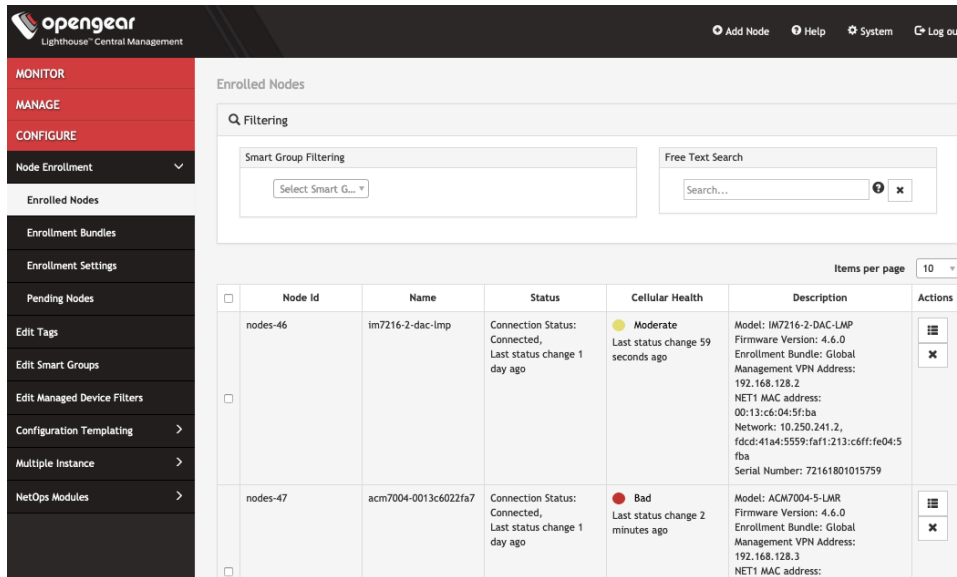 opengear
Lighthouse™ Central Management
Add Node
Help
System
Log ou
MONITOR
MANAGE
CONFIGURE
Node Enrollment
Enrolled Nodes
Enrollment Bundles
Enrollment Settings
Pending Nodes
Edit Tags
Edit Smart Groups
Edit Managed Device Filters
Configuration Templating
Multiple Instance
NetOps Modules
Enrolled Nodes
Filtering
Smart Group Filtering
Select Smart G...
Free Text Search
Search...
Items per page 10
Node Id
Name
Status
Cellular Health
Description
Actions
nodes-46
im7216-2-dac-lmp
Connection Status:
Connected,
Last status change 1
day ago
Moderate
Last status change 59
seconds ago
Model: IM7216-2-DAC-LMP
Firmware Version: 4.6.0
Enrollment Bundle: Global
Management VPN Address:
192.168.128.2
NET1 MAC address:
00:13:c6:04:5f:ba
Network: 10.250.241.2,
fdcd:41a4:5559:faf1:213:c6ff:fe04:5
fba
Serial Number: 72161801015759
nodes-47
acm7004-0013c6022fa7
Connection Status:
Connected,
Last status change 1
day ago
Bad
Last status change 2
minutes ago
Model: ACM7004-5-LMR
Firmware Version: 4.6.0
Enrollment Bundle: Global
Management VPN Address:
192.168.128.3
NET1 MAC address: